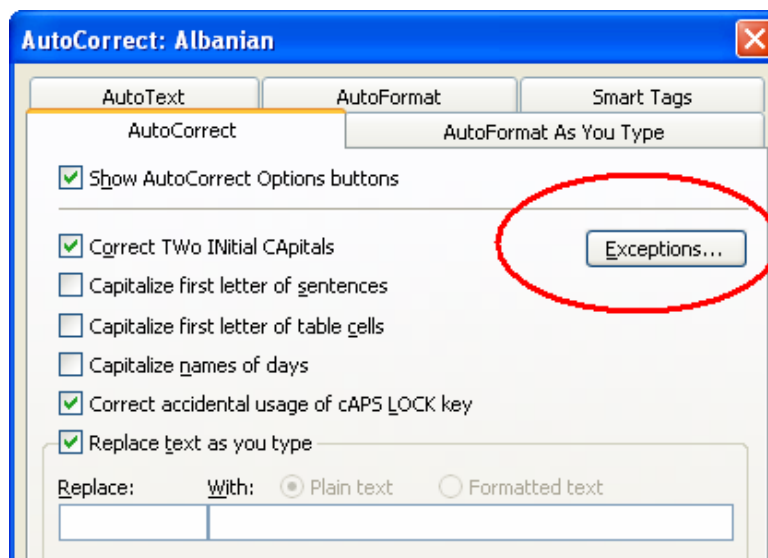 AutoCorrect: Albanian
AutoText AutoFormat Smart Tags
AutoCorrect AutoFormat As You Type
Show AutoCorrect Options buttons
Correct TWo INitial CApitals Exceptions...
Capitalize first letter of sentences
Capitalize first letter of table cells
Capitalize names of days
Correct accidental usage of cAPS LOCK key
Replace text as you type
Replace: With: Plain text Formatted text